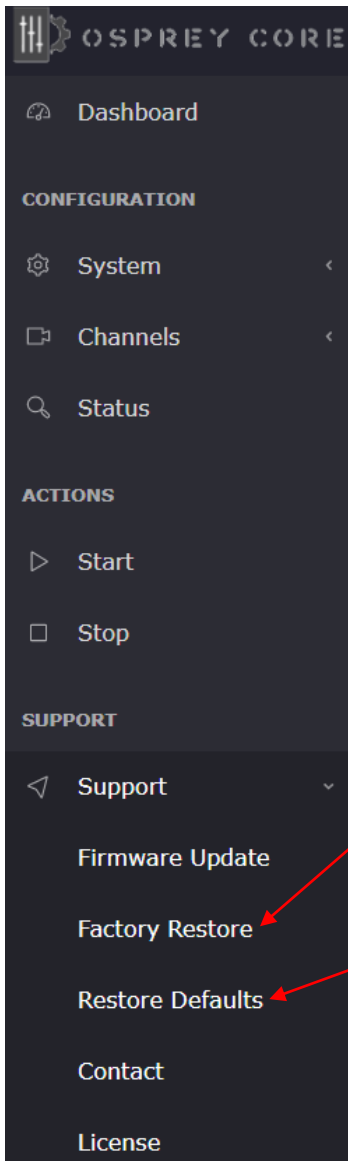 OSPREY CORE
Dashboard
CONFIGURATION
System
Channels
Status
ACTIONS
Start
Stop
SUPPORT
Support
Firmware Update
Factory Restore
Restore Defaults
Contact
License